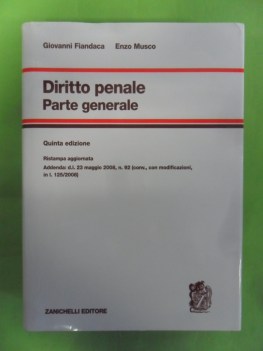 Giovanni Fiandaca Enzo Musco
Diritto penale
Parte generale
Quinta edizione
Ristampa aggiornata
Addenda: d.l. 23 maggio 2008, n. 92 (conv., con modificazioni,
in l. 125/2008)
ZANICHELLI EDITORE